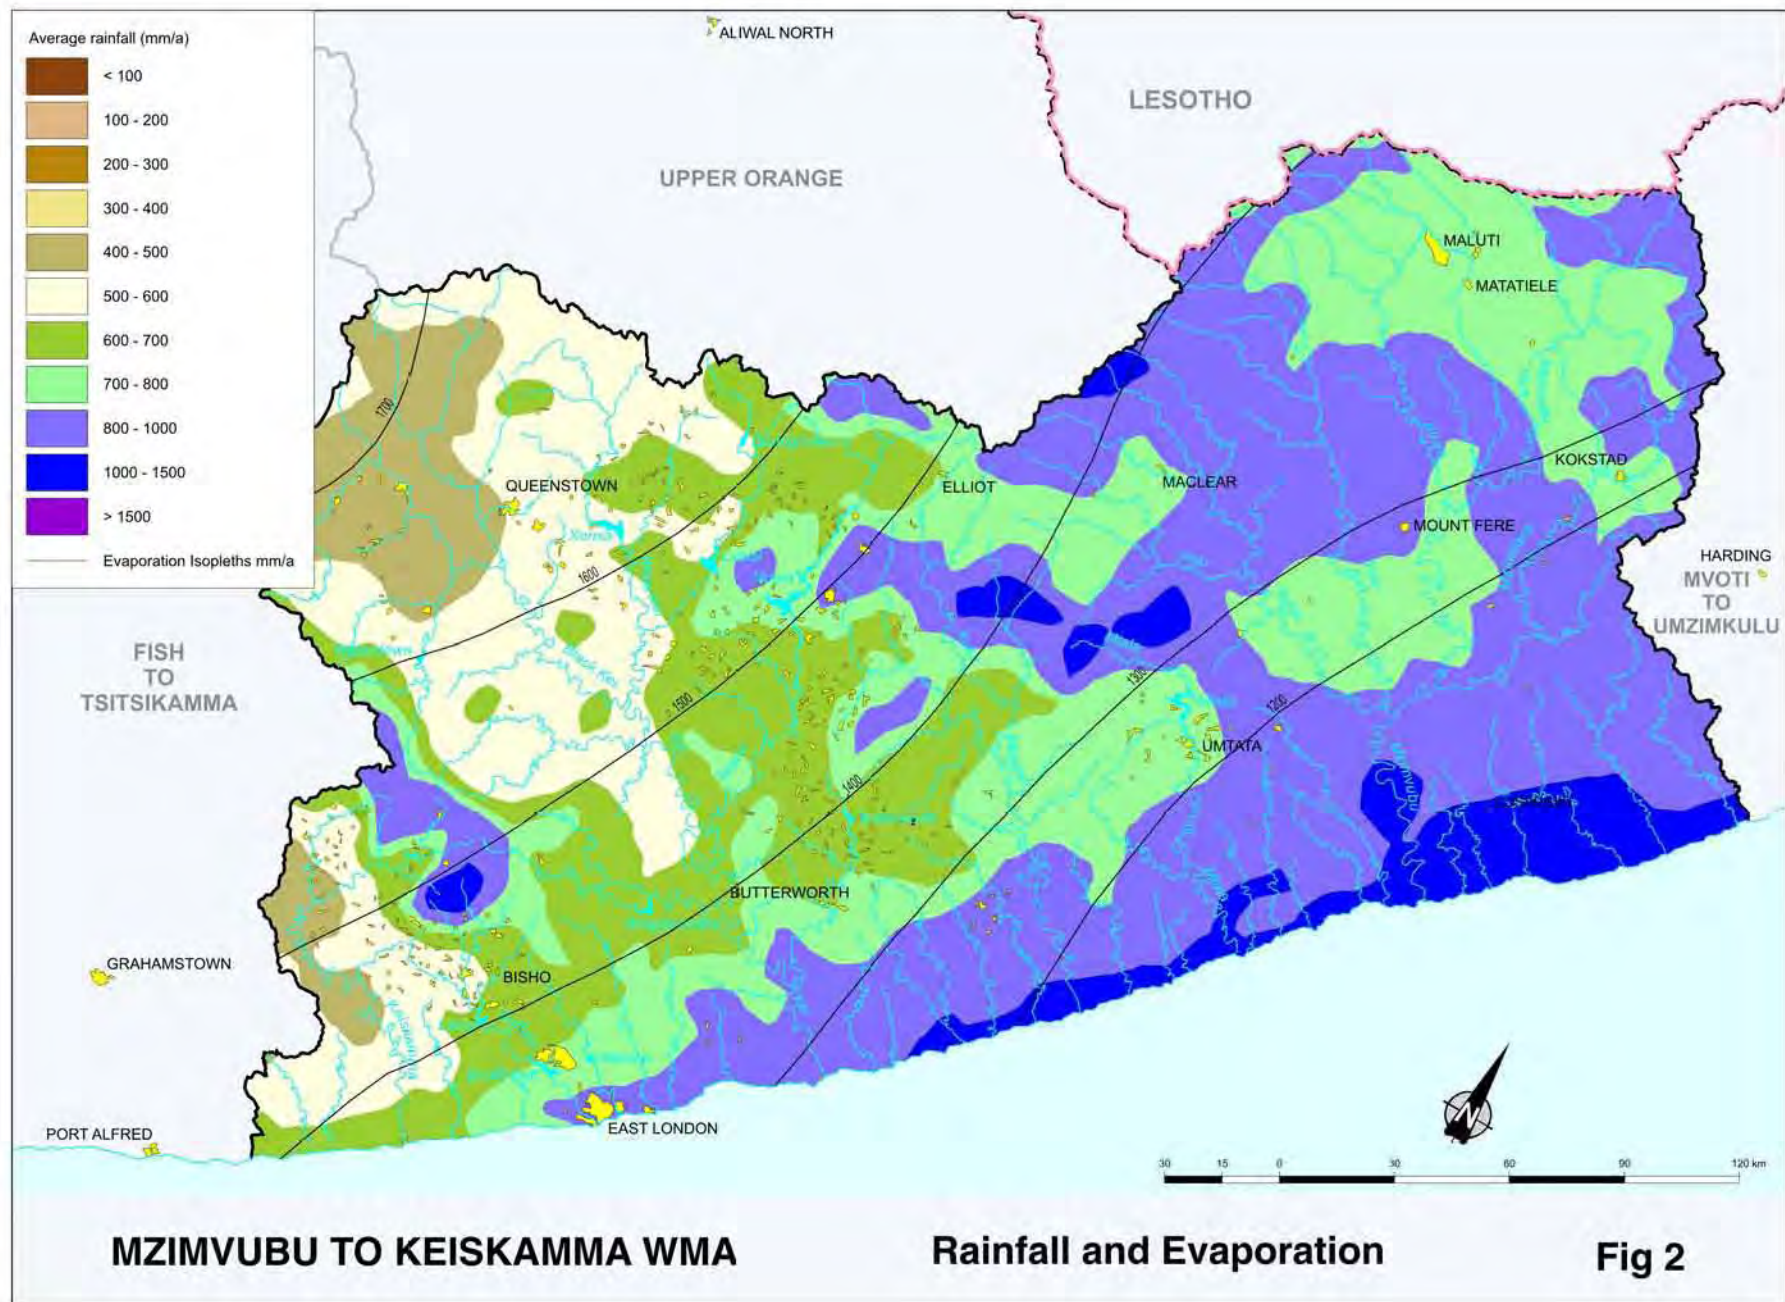 Average rainfall (mm/a)
< 100
100 - 200
200 - 300
300 - 400
400 - 500
500 - 600
600 - 700
700 - 800
800 - 1000
1000 - 1500
> 1500
Evaporation Isopleths mm/a
ALIWAL NORTH
LESOTHO
UPPER ORANGE
MALUTI
MATATIELE
1700
QUEENSTOWN
ELLIOT
MACLEAR
KOKSTAD
MOUNT FERE
Xonxa
1600
HARDING
MVOTI
TO
UMZIMKULU
FISH
TO
TSITSIKAMMA
1500
1300
1200
UMTATA
1400
Mzimvubu
BUTTERWORTH
GRAHAMSTOWN
BISHO
Keiskamma
PORT ALFRED
EAST LONDON
N
30 15 0 30 60 90 120 km
MZIMVUBU TO KEISKAMMA WMA
Rainfall and Evaporation
Fig 2